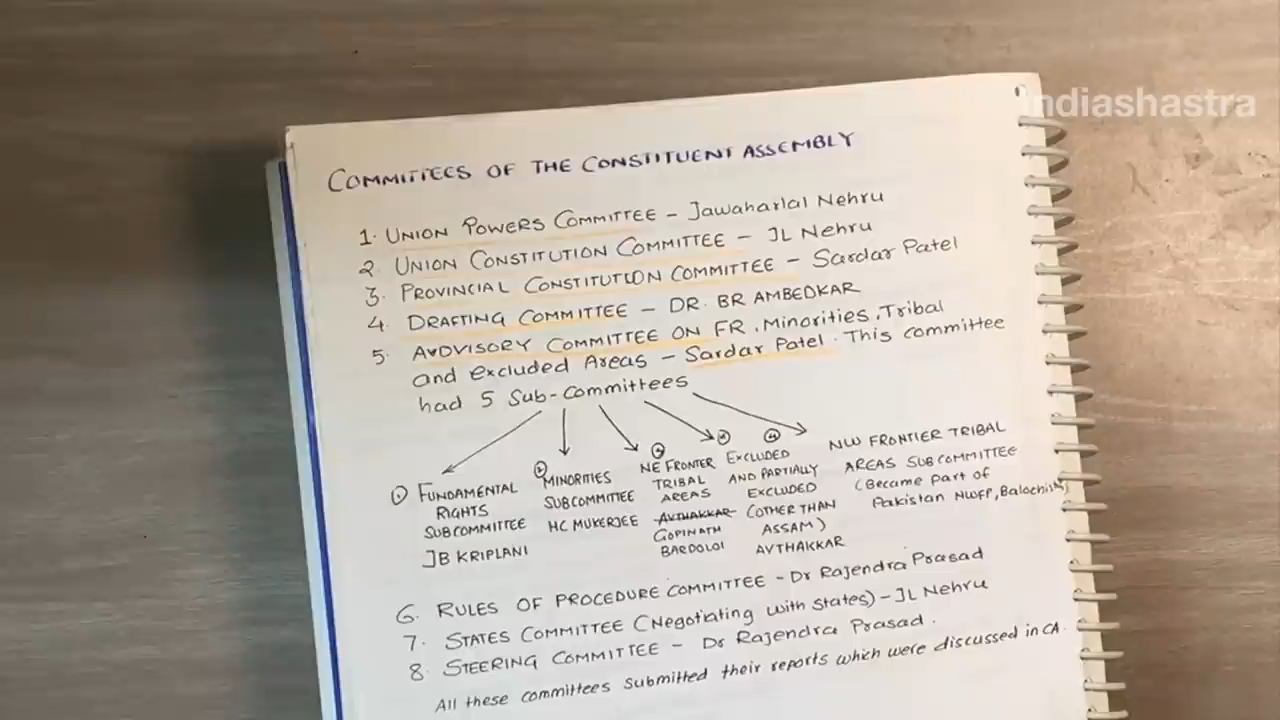 indiashastra
COMMITTEES OF THE CONSTITUENT ASSEMBLY
1. UNION POWERS COMMITTEE - Jawaharlal Nehru
2. UNION CONSTITUTION COMMITTEE - JL Nehru
3. PROVINCIAL CONSTITUTION COMMITTEE - Sardar Patel
4. DRAFTING COMMITTEE - DR. BR AMBEDKAR
5. ADVISORY COMMITTEE ON FR, Minorities, Tribal
and excluded Areas - Sardar Patel. This committee
had 5 Sub-committees
① FUNDAMENTAL
RIGHTS
SUBCOMMITTEE
JB KRIPLANI
② MINORITIES
SUBCOMMITTEE
HC MUKERJEE
③ NE FRONTER
TRIBAL
AREAS
AVTHAKKAR
GOPINATH
BARDOLOI
④ EXCLUDED
AND PARTIALLY
EXCLUDED
(OTHER THAN
ASSAM)
AVTHAKKAR
NW FRONTIER TRIBAL
AREAS SUBCOMMITTEE
(Became part of
Pakistan NWFP, Balochistn)
6. RULES OF PROCEDURE COMMITTEE - Dr Rajendra Prasad
7. STATES COMMITTEE (Negotiating with states) - JL Nehru
8. STEERING COMMITTEE - Dr Rajendra Prasad.
All these committees submitted their reports which were discussed in CA.